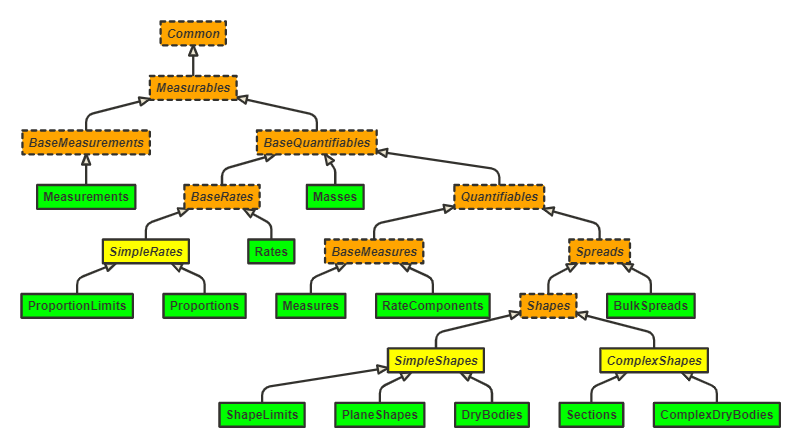 Common
Measurables
BaseMeasurements
BaseQuantifiables
Measurements
BaseRates
Masses
Quantifiables
SimpleRates
Rates
BaseMeasures
Spreads
ProportionLimits
Proportions
Measures
RateComponents
Shapes
BulkSpreads
SimpleShapes
ComplexShapes
ShapeLimits
PlaneShapes
DryBodies
Sections
ComplexDryBodies